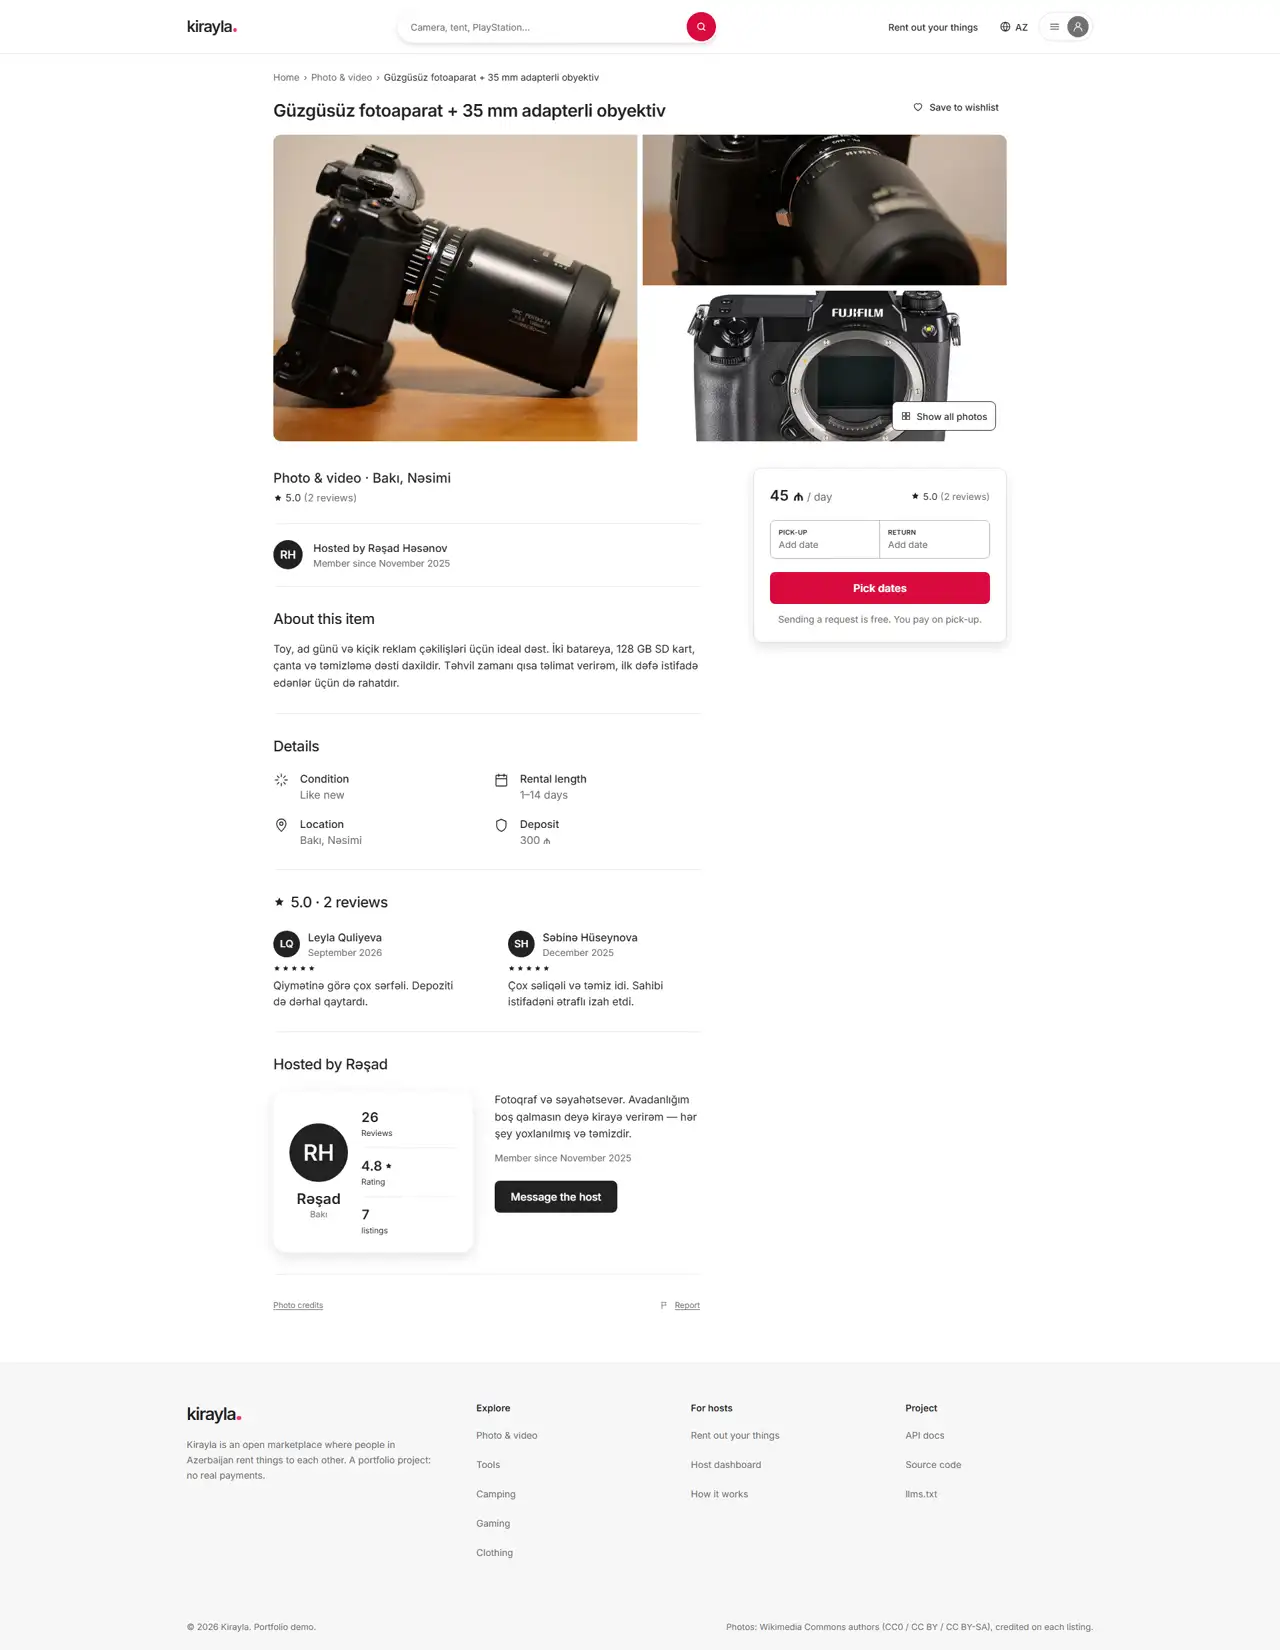 kirayla.
Camera, tent, PlayStation...
Rent out your things
AZ
Home › Photo & video › Güzgüsüz fotoaparat + 35 mm adapterli obyektiv
Güzgüsüz fotoaparat + 35 mm adapterli obyektiv
Save to wishlist
FUJIFILM
Show all photos
Photo & video · Bakı, Nəsimi
★ 5.0 (2 reviews)
RH
Hosted by Rəşad Həsənov
Member since November 2025
45 ₼ / day
★ 5.0 (2 reviews)
PICK-UP
Add date
RETURN
Add date
Pick dates
Sending a request is free. You pay on pick-up.
About this item
Toy, ad günü və kiçik reklam çəkilişləri üçün ideal dəst. İki batareya, 128 GB SD kart,
çanta və təmizləmə dəsti daxildir. Təhvil zamanı qısa təlimat verirəm, ilk dəfə istifadə
edənlər üçün də rahatdır.
Details
Condition
Like new
Rental length
1–14 days
Location
Bakı, Nəsimi
Deposit
300 ₼
★ 5.0 · 2 reviews
LQ
Leyla Quliyeva
September 2026
★★★★★
Qiymətinə görə çox sərfəli. Depoziti
də dərhal qaytardı.
SH
Səbinə Hüseynova
December 2025
★★★★★
Çox səliqəli və təmiz idi. Sahibi
istifadəni ətraflı izah etdi.
Hosted by Rəşad
RH
Rəşad
Bakı
26
Reviews
4.8 ★
Rating
7
listings
Fotoqraf və səyahətsevər. Avadanlığım
boş qalmasın deyə kirayə verirəm — hər
şey yoxlanılmış və təmizdir.
Member since November 2025
Message the host
Photo credits
Report
kirayla.
Kirayla is an open marketplace where people in
Azerbaijan rent things to each other. A portfolio project:
no real payments.
Explore
Photo & video
Tools
Camping
Gaming
Clothing
For hosts
Rent out your things
Host dashboard
How it works
Project
API docs
Source code
llms.txt
© 2026 Kirayla. Portfolio demo.
Photos: Wikimedia Commons authors (CC0 / CC BY / CC BY-SA), credited on each listing.